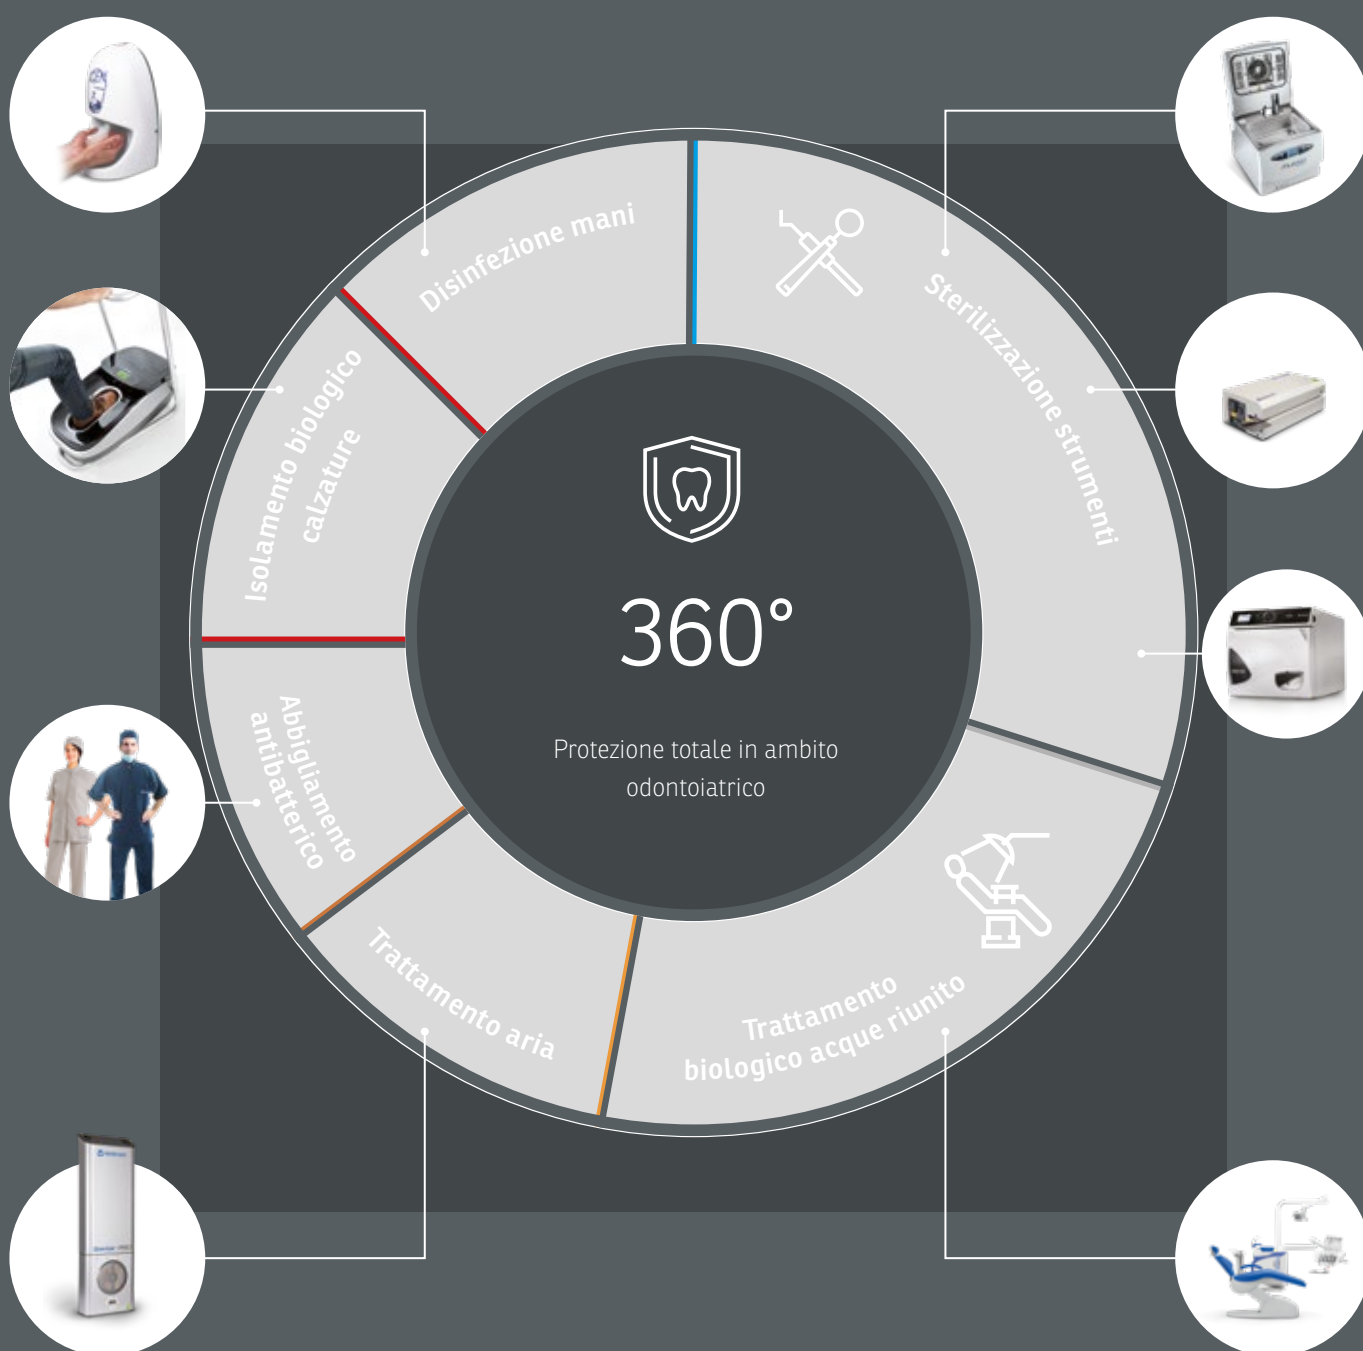 Disinfezione mani
Sterilizzazione strumenti
Isolamento biologico
calzature
360°
Protezione totale in ambito
odontoiatrico
Abbigliamento
antibatterico
Trattamento aria
Trattamento
biologico acque riunito